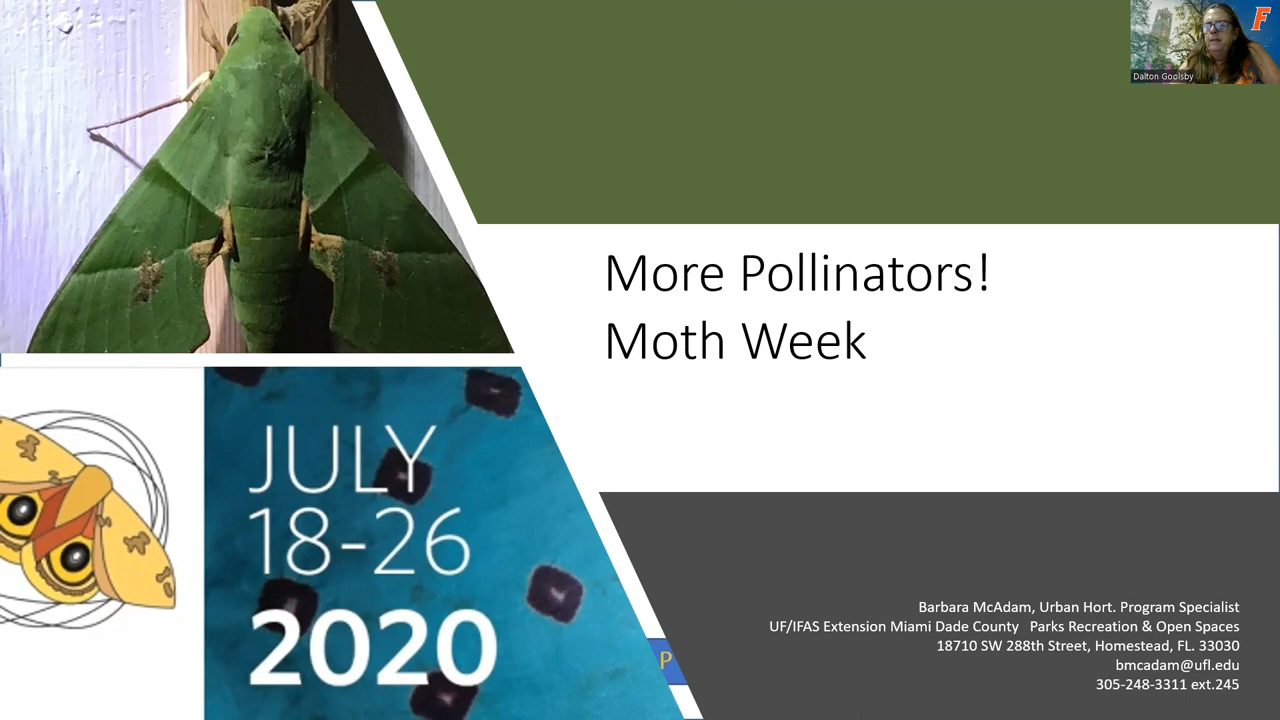 F
Dalton Goolsby
More Pollinators!
Moth Week
JULY
18-26
2020
P
Barbara McAdam, Urban Hort. Program Specialist
UF/IFAS Extension Miami Dade County Parks Recreation & Open Spaces
18710 SW 288th Street, Homestead, FL. 33030
bmcadam@ufl.edu
305-248-3311 ext.245